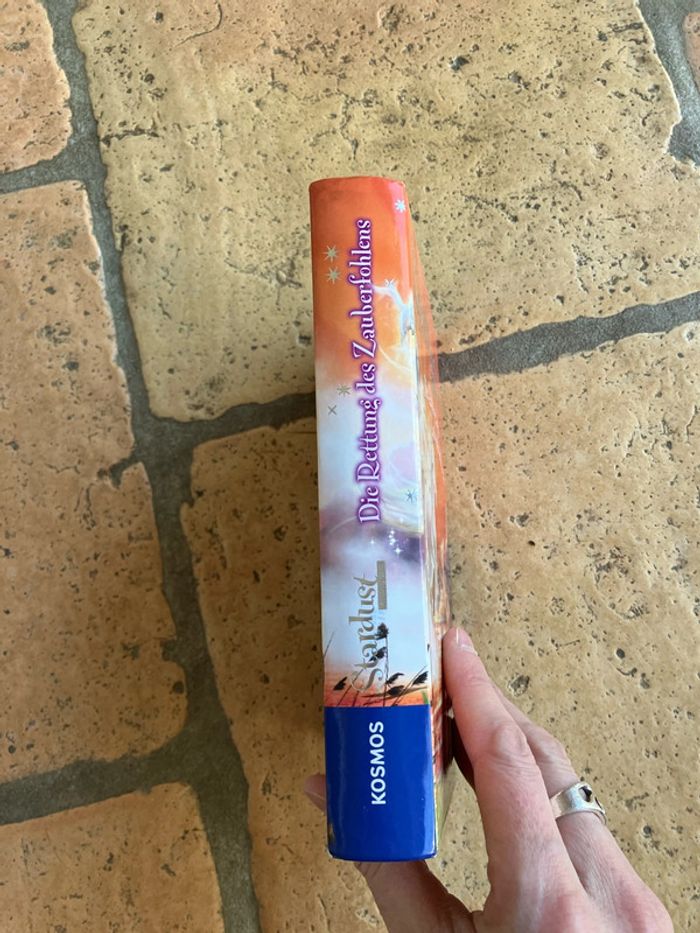 Die Rettung des Zauberfohlens
Stardust
KOSMOS